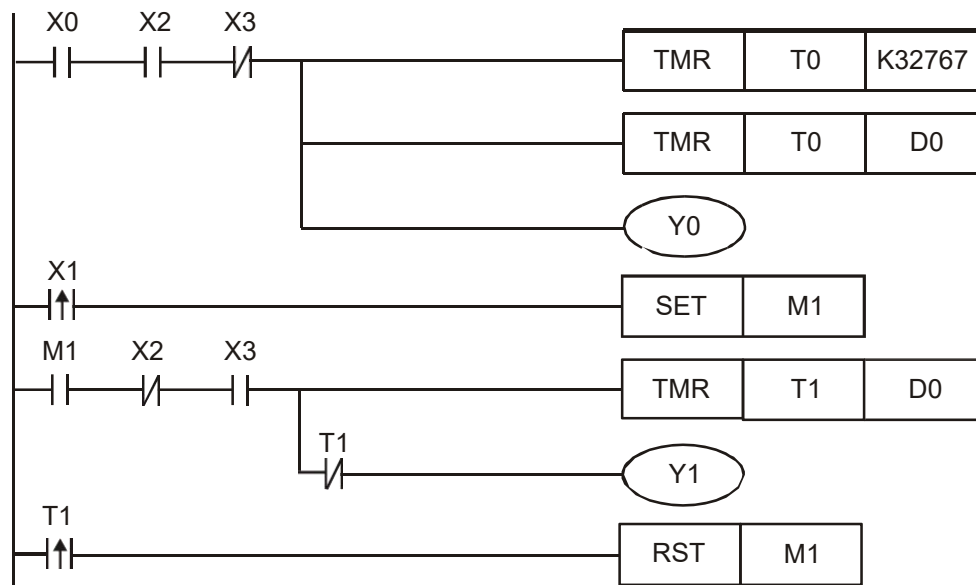 X0 X2 X3
TMR T0 K32767
TMR T0 D0
Y0
X1
SET M1
M1 X2 X3
TMR T1 D0
T1
Y1
T1
RST M1